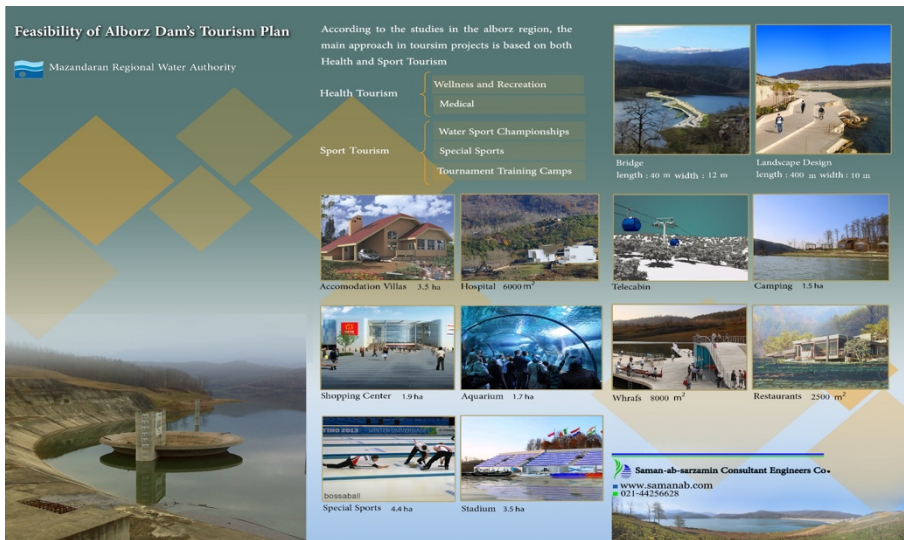 Feasibility of Alborz Dam's Tourism Plan
Mazandaran Regional Water Authority
According to the studies in the alborz region, the
main approach in toursim projects is based on both
Health and Sport Tourism
Health Tourism
Wellness and Recreation
Medical
Sport Tourism
Water Sport Championships
Special Sports
Tournament Training Camps
Bridge
length : 40 m width : 12 m
Landscape Design
length : 400 m width : 10 m
Accomodation Villas 3.5 ha
Hospital 6000 m²
Telecabin
Camping 1.5 ha
Shopping Center 1.9 ha
Aquarium 1.7 ha
Whrafs 8000 m²
Restaurants 2500 m²
bossaball
Special Sports 4.4 ha
Stadium 3.5 ha
Saman-ab-sarzamin Consultant Engineers Co.
www.samanab.com
021-44256628